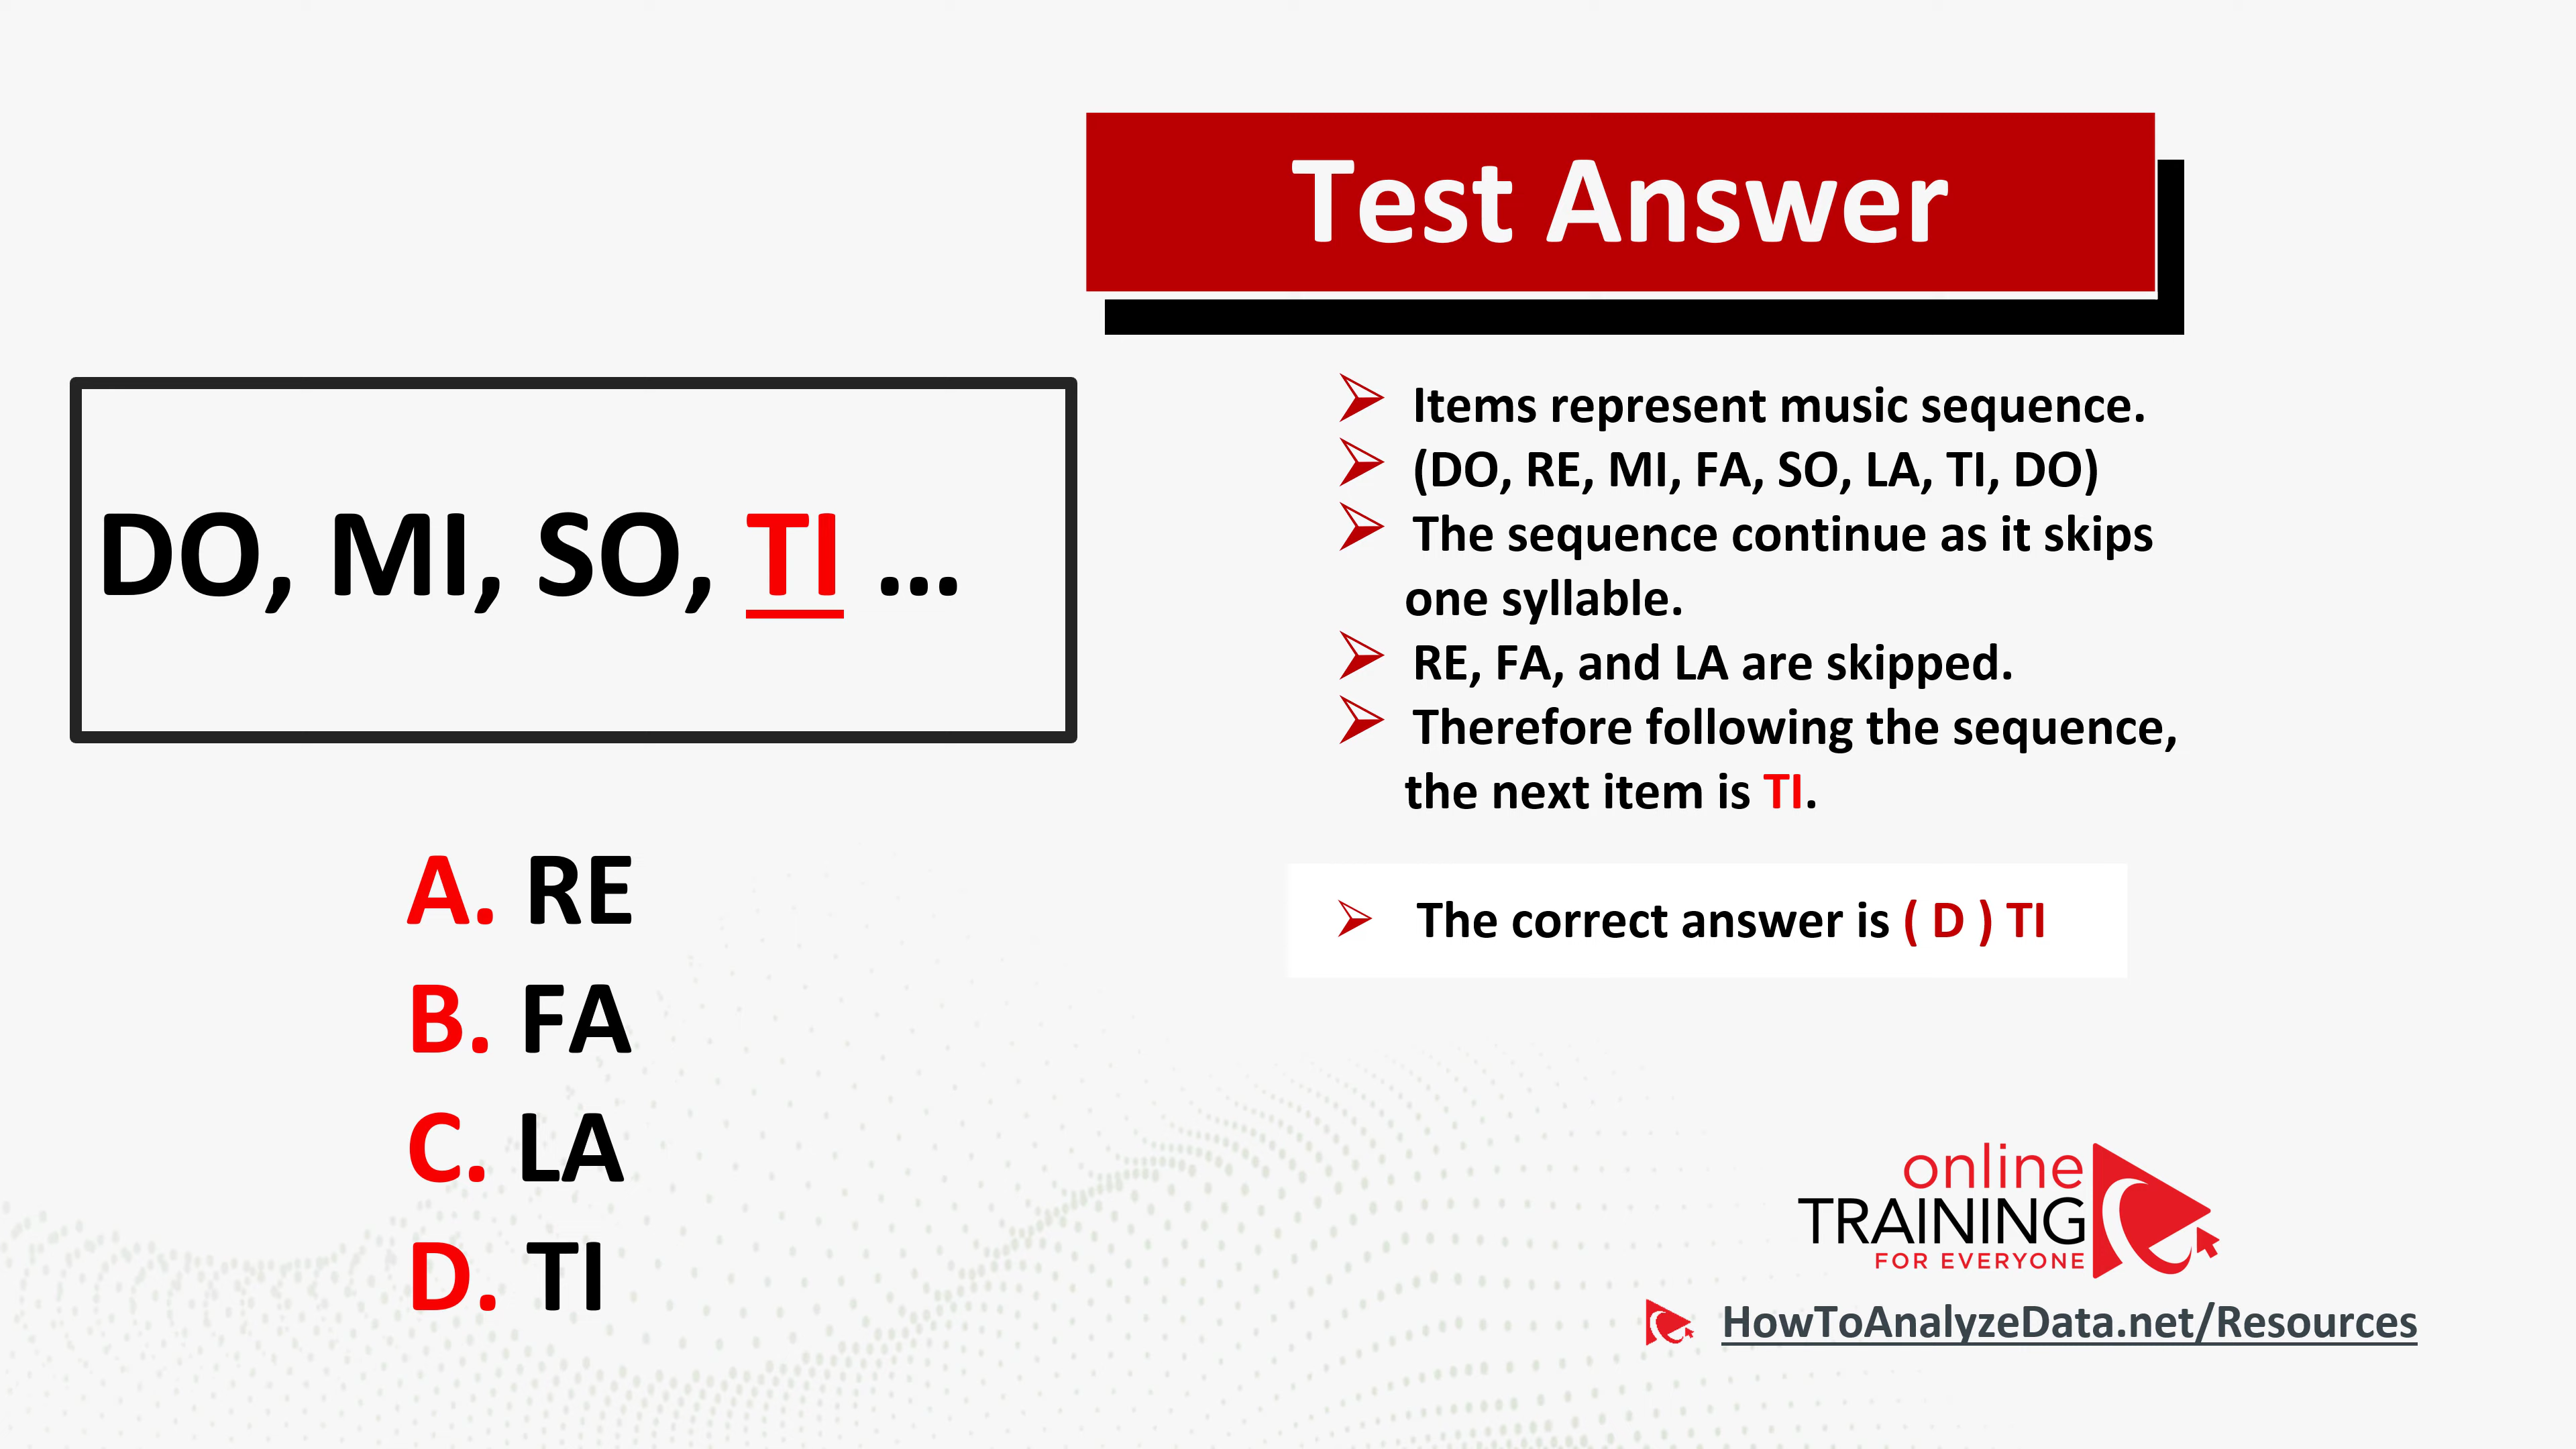 Test Answer
DO, MI, SO, TI ...
A. RE
B. FA
C. LA
D. TI
Items represent music sequence.
(DO, RE, MI, FA, SO, LA, TI, DO)
The sequence continue as it skips
one syllable.
RE, FA, and LA are skipped.
Therefore following the sequence,
the next item is TI.
The correct answer is ( D ) TI
online
TRAINING
FOR EVERYONE
HowToAnalyzeData.net/Resources